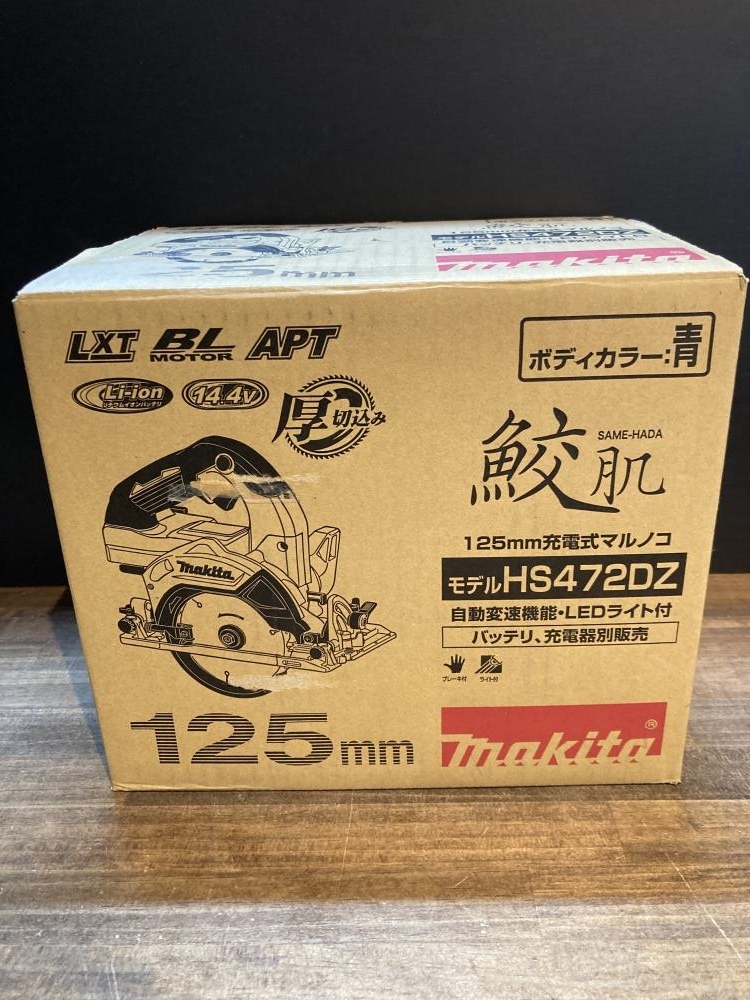 125mm
makita
LXT BL MOTOR APT
ボディカラー:青
Li-ion
リチウムイオンバッテリ
14.4V
厚切込み
鮫肌
SAME-HADA
makita
125mm充電式マルノコ
モデルHS472DZ
自動変速機能・LEDライト付
バッテリ、充電器別販売
ブレーキ付 ライト付
125mm
makita®